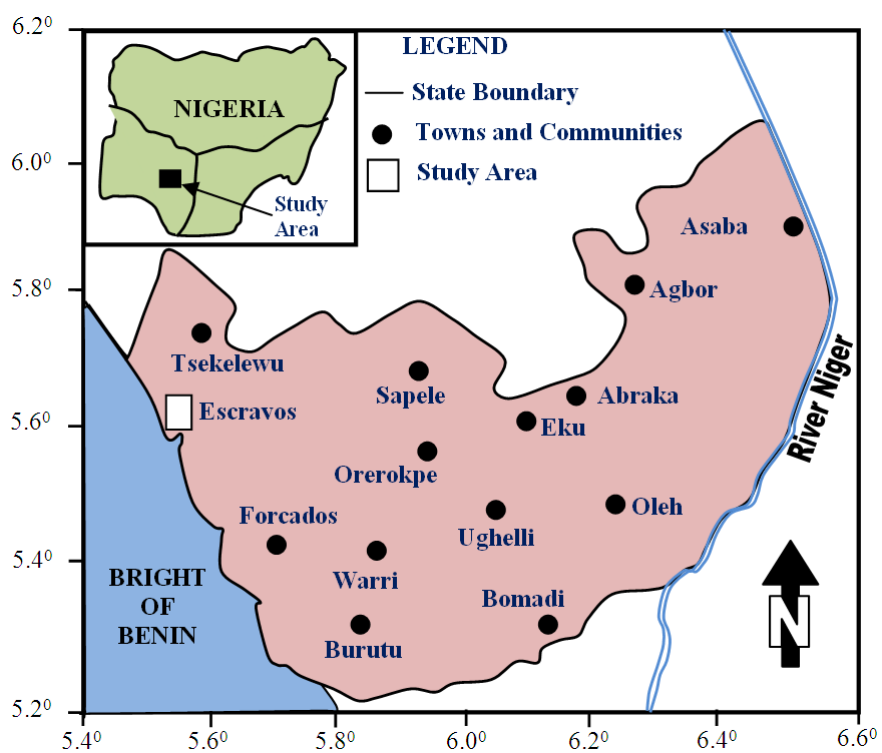 6.2⁰
6.0⁰
5.8⁰
5.6⁰
5.4⁰
5.2⁰
NIGERIA
Study
Area
LEGEND
State Boundary
Towns and Communities
Study Area
Asaba
Agbor
Tsekelewu
Sapele
Abraka
Escravos
Eku
Orerokpe
Oleh
Forcados
Ughelli
Warri
Bomadi
Burutu
River Niger
BRIGHT
OF
BENIN
N
5.4⁰
5.6⁰
5.8⁰
6.0⁰
6.2⁰
6.4⁰
6.6⁰